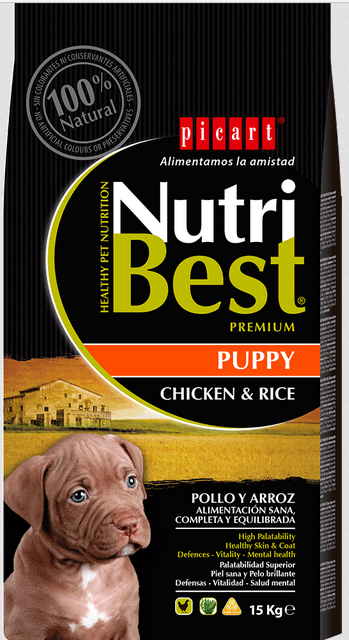 - SIN COLORANTES NI CONSERVANTES ARTIFICIALES -
100%
Natural
NO ARTIFICIAL COLOURS OR PRESERVATIVES
picart®
Alimentamos la amistad
HEALTHY PET NUTRITION
Nutri
Best®
PREMIUM
PUPPY
CHICKEN & RICE
POLLO Y ARROZ
ALIMENTACIÓN SANA,
COMPLETA Y EQUILIBRADA
High Palatability
Healthy Skin & Coat
Defences - Vitality - Mental health
Palatabilidad Superior
Piel sana y Pelo brillante
Defensas - Vitalidad - Salud mental
15 Kg℮